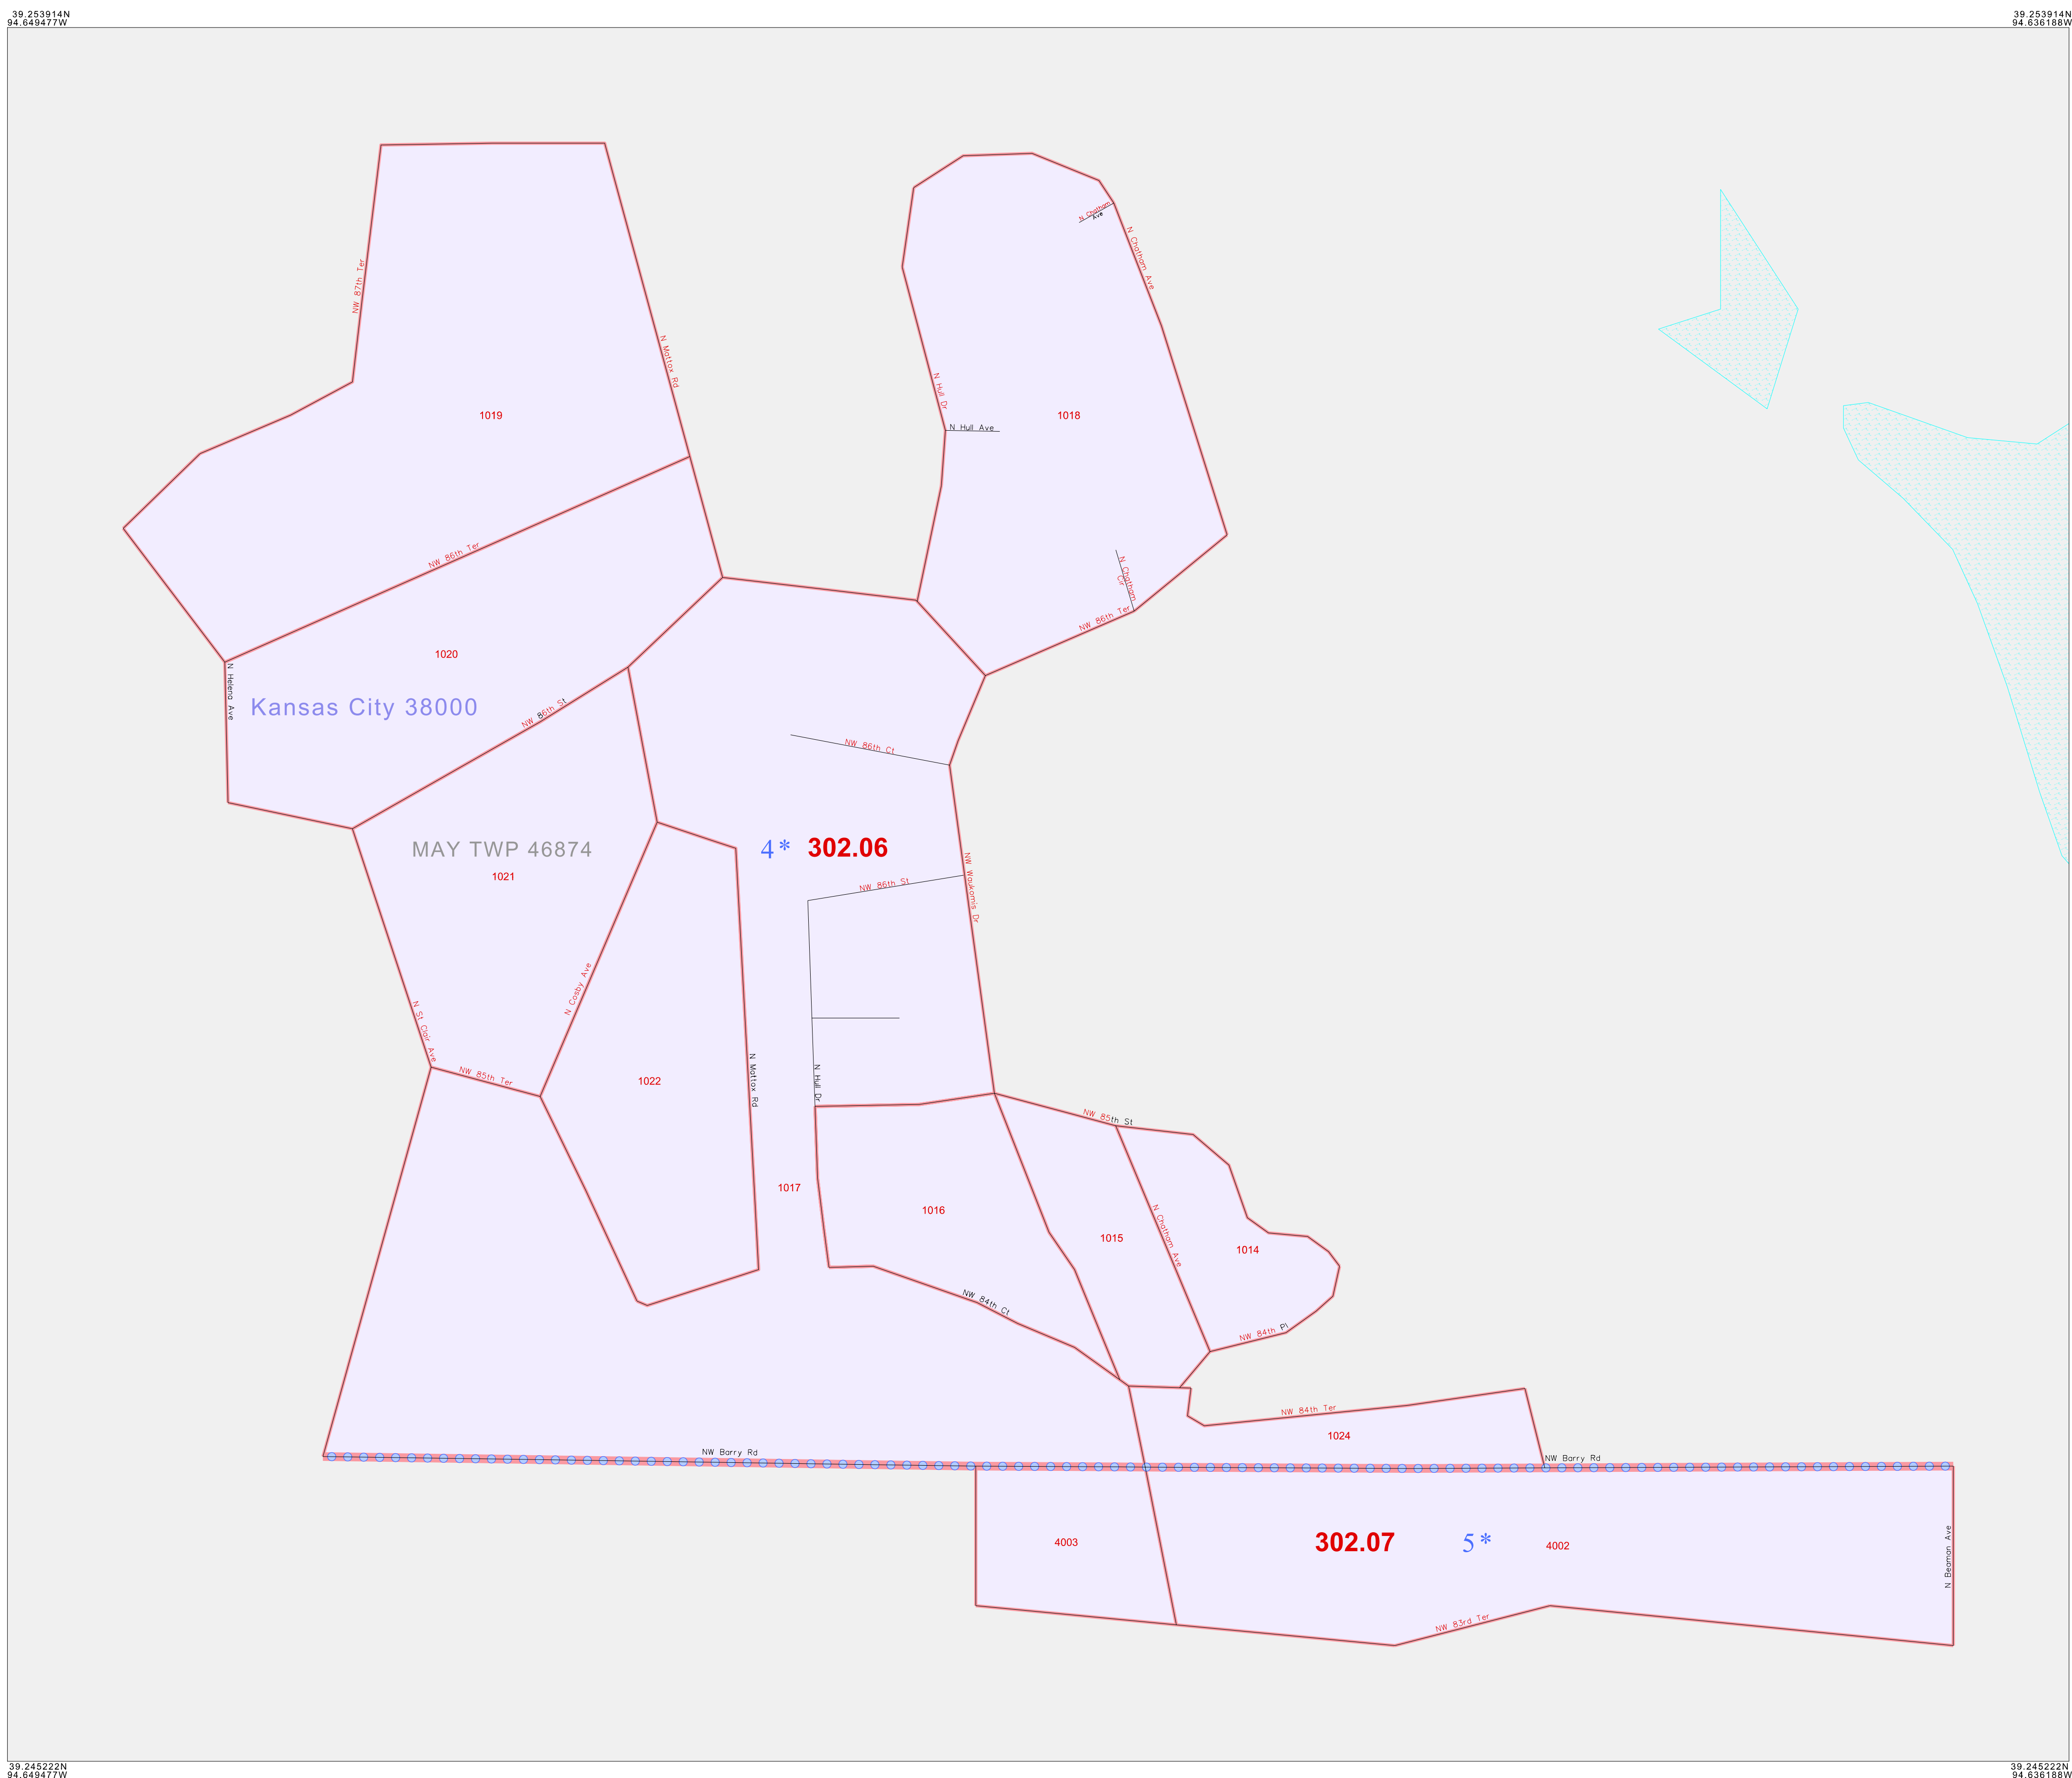 39.253914N
94.649477W
39.253914N
94.636188W
N Chatham
Ave
N Chatham Ave
NW 87th Ter
N Mattox Rd
N Hull Dr
1019
1018
N Hull Ave
NW 86th Ter
N Chatham
Cir
NW 86th Ter
1020
N Helena Ave
Kansas City 38000
NW 86th St
NW 86th Ct
MAY TWP 46874
4*
302.06
1021
NW 86th St
NW Waukomis Dr
N Cosby Ave
N St Clair Ave
NW 85th Ter
1022
N Mattox Rd
N Hull Dr
NW 85th St
1017
1016
1015
N Chatham Ave
1014
NW 84th Ct
NW 84th Pl
NW 84th Ter
1024
NW Barry Rd
NW Barry Rd
4003
302.07
5*
4002
N Beaman Ave
NW 83rd Ter
39.245222N
94.649477W
39.245222N
94.636188W